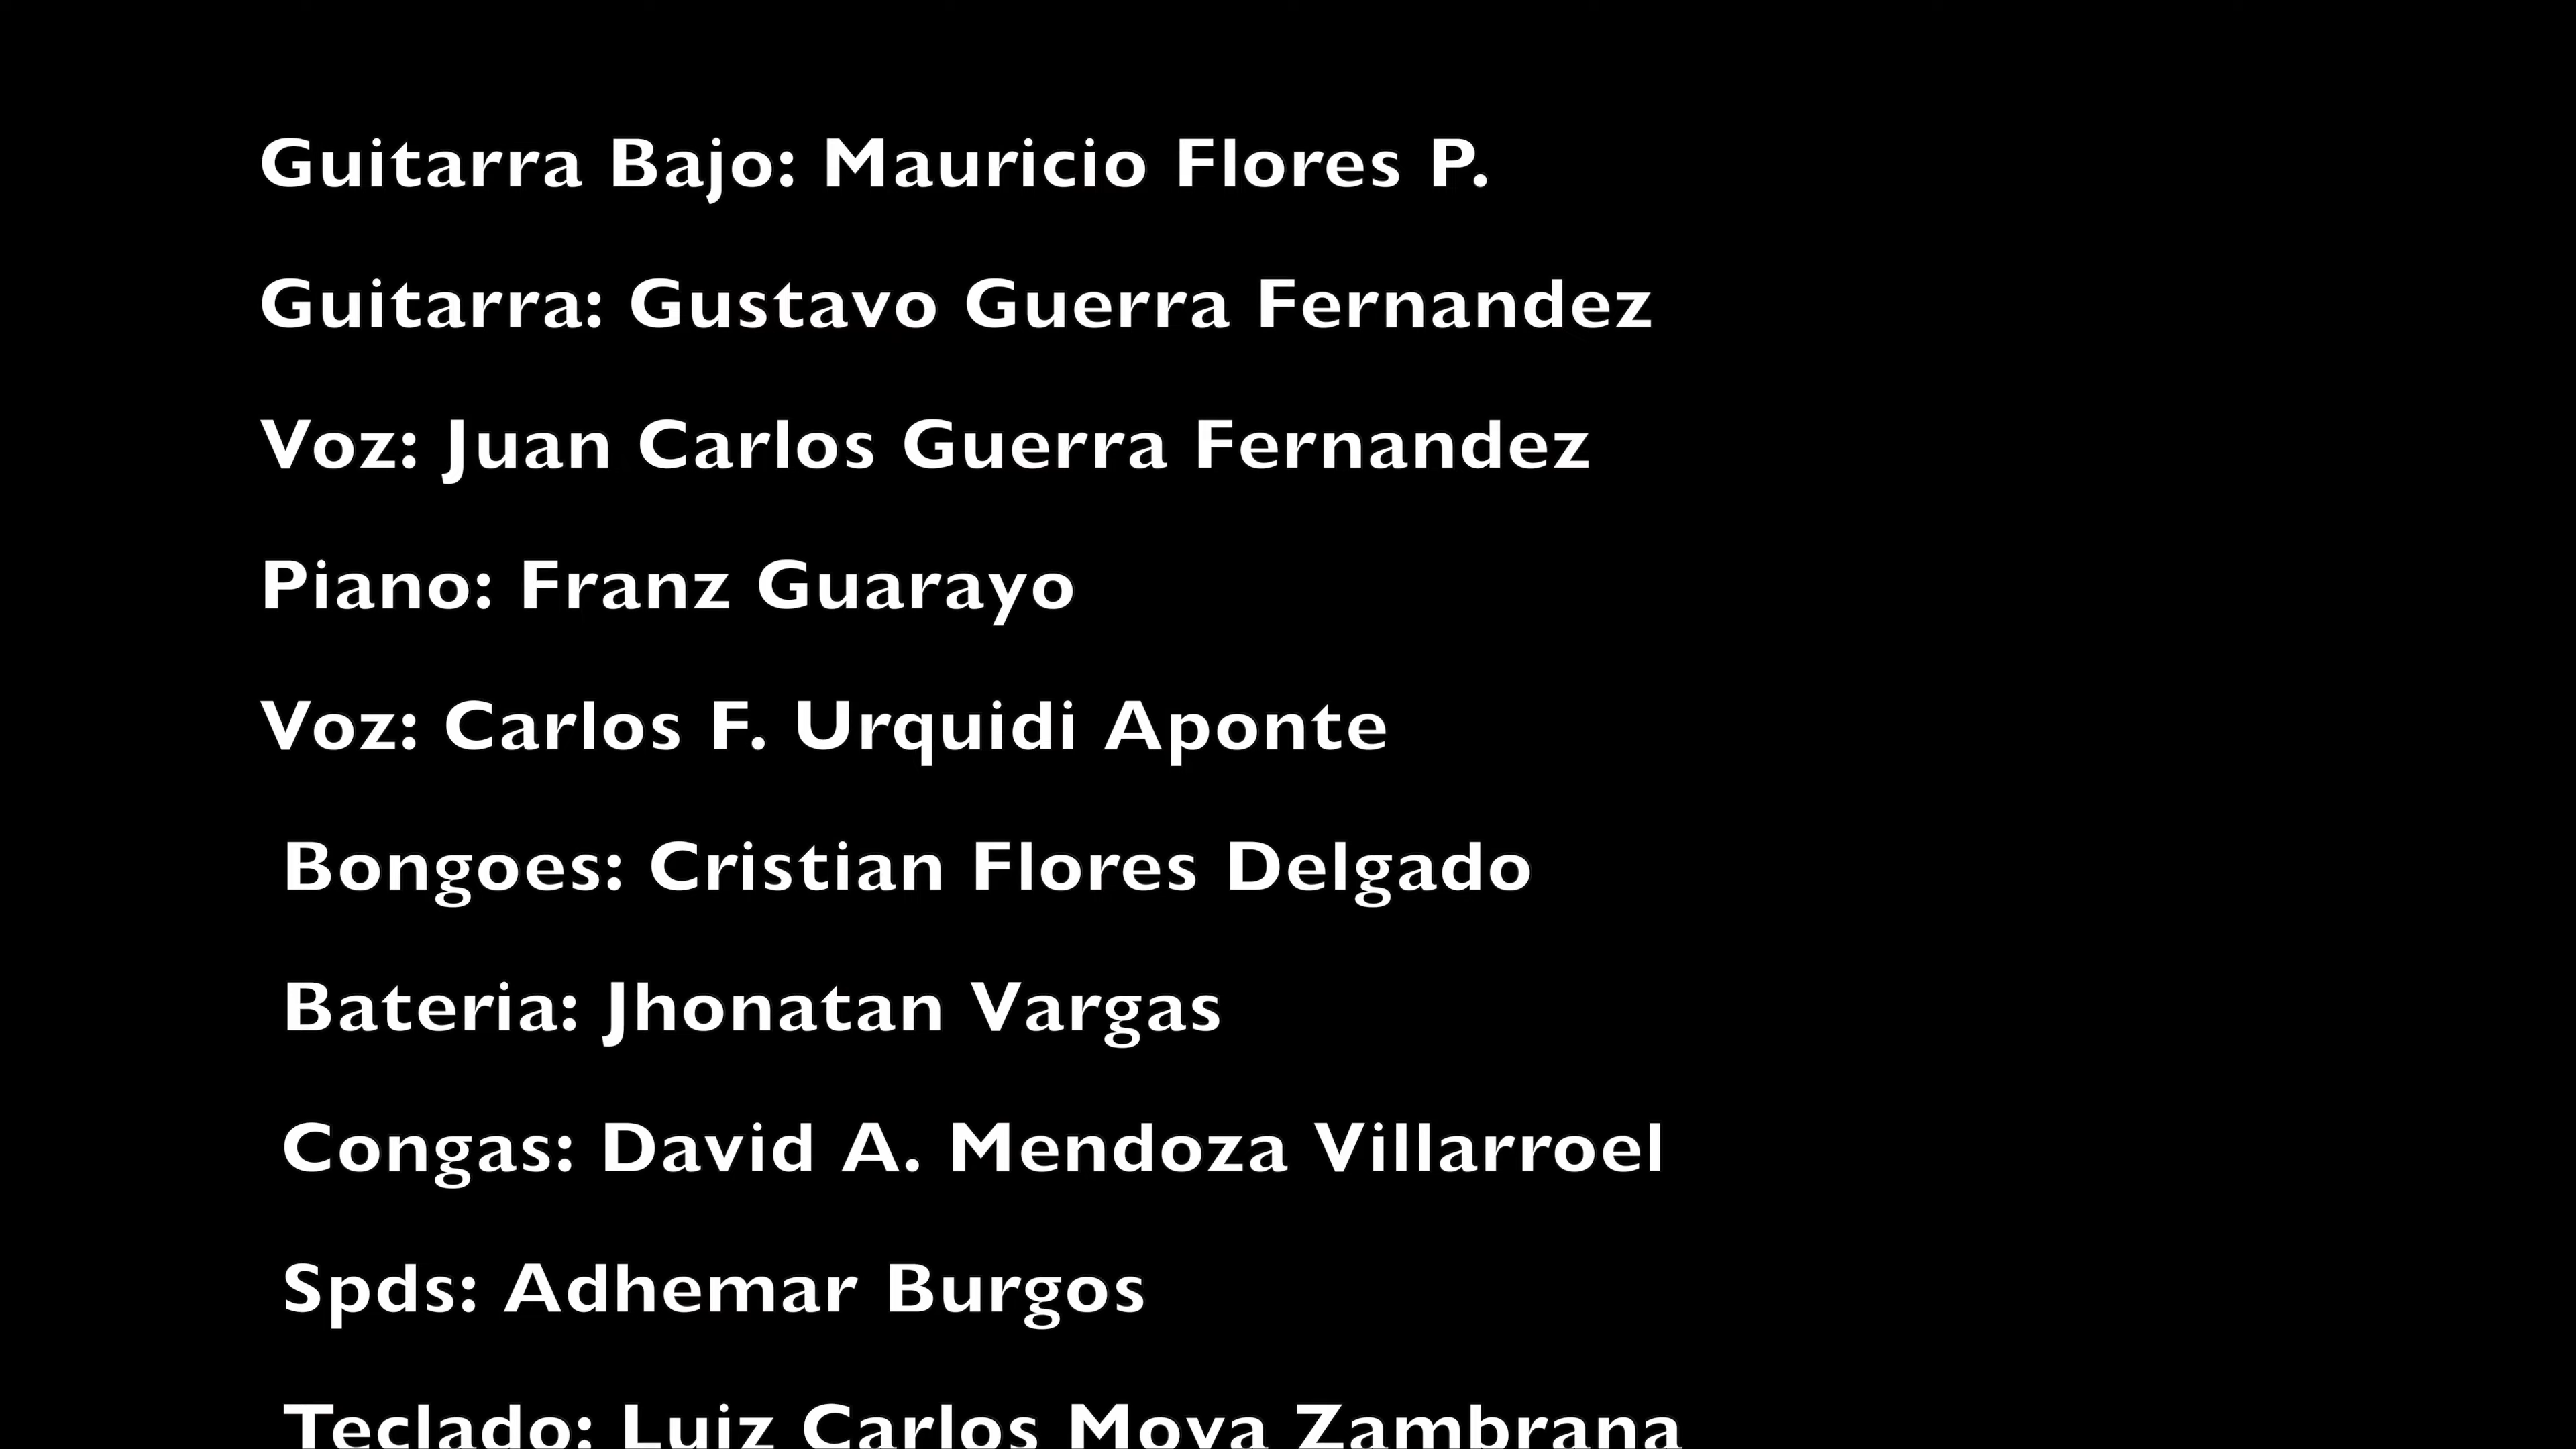 Guitarra Bajo: Mauricio Flores P.
Guitarra: Gustavo Guerra Fernandez
Voz: Juan Carlos Guerra Fernandez
Piano: Franz Guarayo
Voz: Carlos F. Urquidi Aponte
Bongoes: Cristian Flores Delgado
Bateria: Jhonatan Vargas
Congas: David A. Mendoza Villarroel
Spds: Adhemar Burgos
Teclado: Luiz Carlos Moya Zambrana